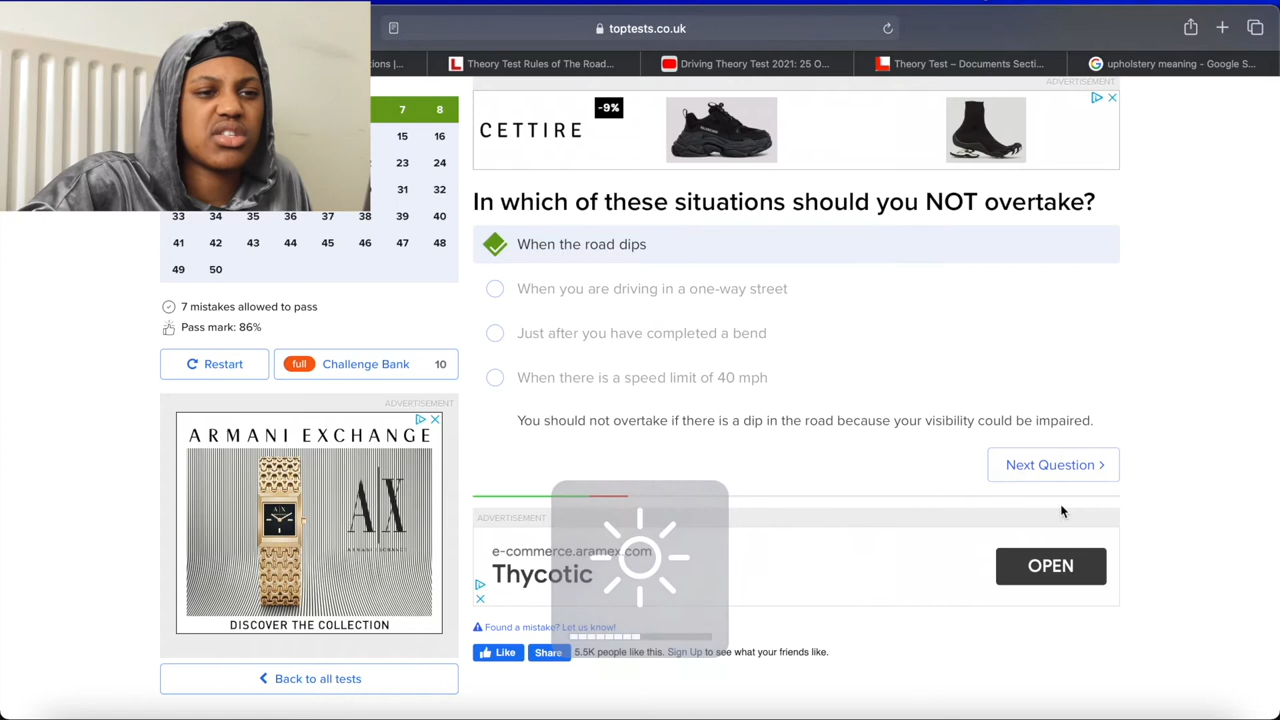 toptests.co.uk
tions |...
Theory Test Rules of The Road...
Driving Theory Test 2021: 25 O...
Theory Test – Documents Secti...
upholstery meaning - Google S...
ADVERTISEMENT
CETTIRE
-9%
7 8
15 16
23 24
31 32
33 34 35 36 37 38 39 40
41 42 43 44 45 46 47 48
49 50
7 mistakes allowed to pass
Pass mark: 86%
Restart
full Challenge Bank 10
ADVERTISEMENT
ARMANI EXCHANGE
A|X
ARMANI EXCHANGE
DISCOVER THE COLLECTION
Back to all tests
In which of these situations should you NOT overtake?
When the road dips
When you are driving in a one-way street
Just after you have completed a bend
When there is a speed limit of 40 mph
You should not overtake if there is a dip in the road because your visibility could be impaired.
Next Question
ADVERTISEMENT
e-commerce.aramex.com
Thycotic
OPEN
Found a mistake? Let us know!
Like Share 5.5K people like this. Sign Up to see what your friends like.